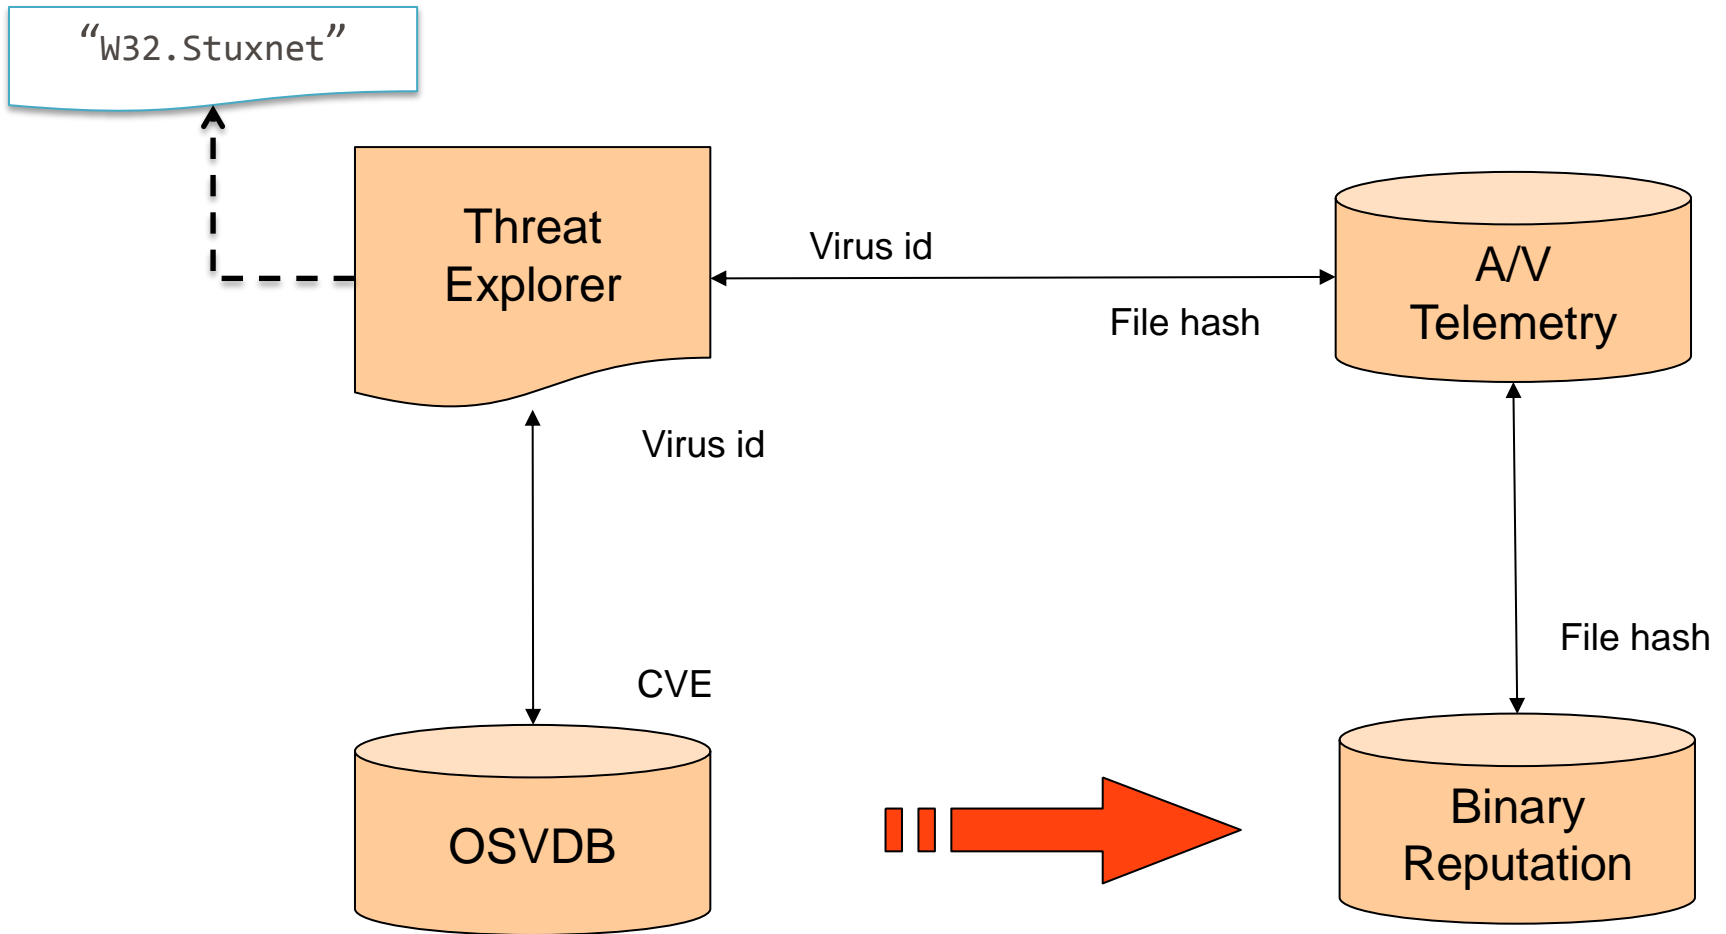 “W32.Stuxnet”
Threat
Explorer
Virus id
File hash
A/V
Telemetry
Virus id
CVE
File hash
OSVDB
Binary
Reputation